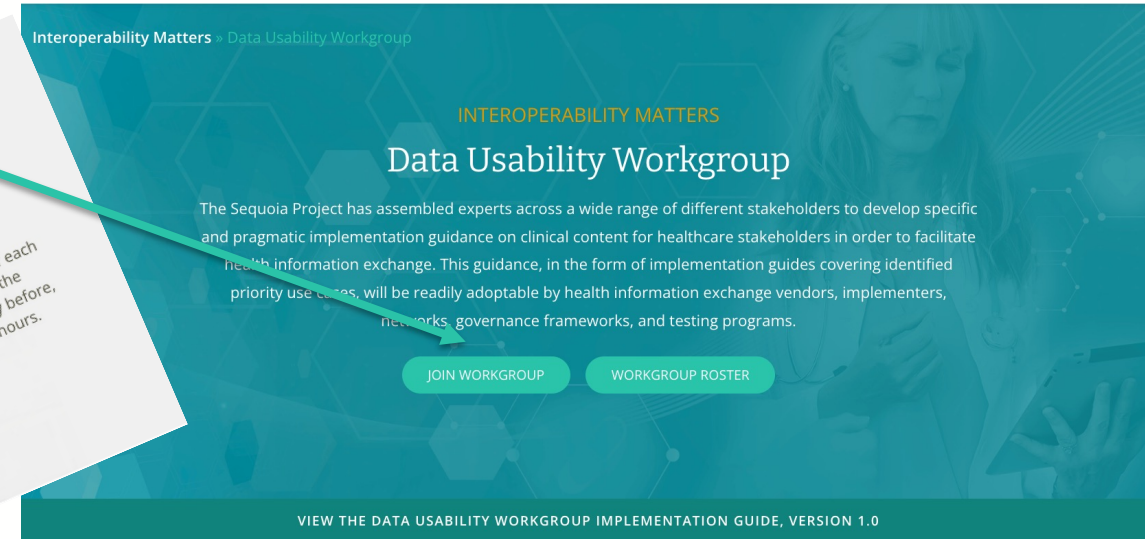 Interoperability Matters » Data Usability Workgroup
INTEROPERABILITY MATTERS
Data Usability Workgroup
The Sequoia Project has assembled experts across a wide range of different stakeholders to develop specific
and pragmatic implementation guidance on clinical content for healthcare stakeholders in order to facilitate
health information exchange. This guidance, in the form of implementation guides covering identified
priority use cases, will be readily adoptable by health information exchange vendors, implementers,
networks, governance frameworks, and testing programs.
JOIN WORKGROUP
WORKGROUP ROSTER
VIEW THE DATA USABILITY WORKGROUP IMPLEMENTATION GUIDE, VERSION 1.0
each
the
before,
hours.